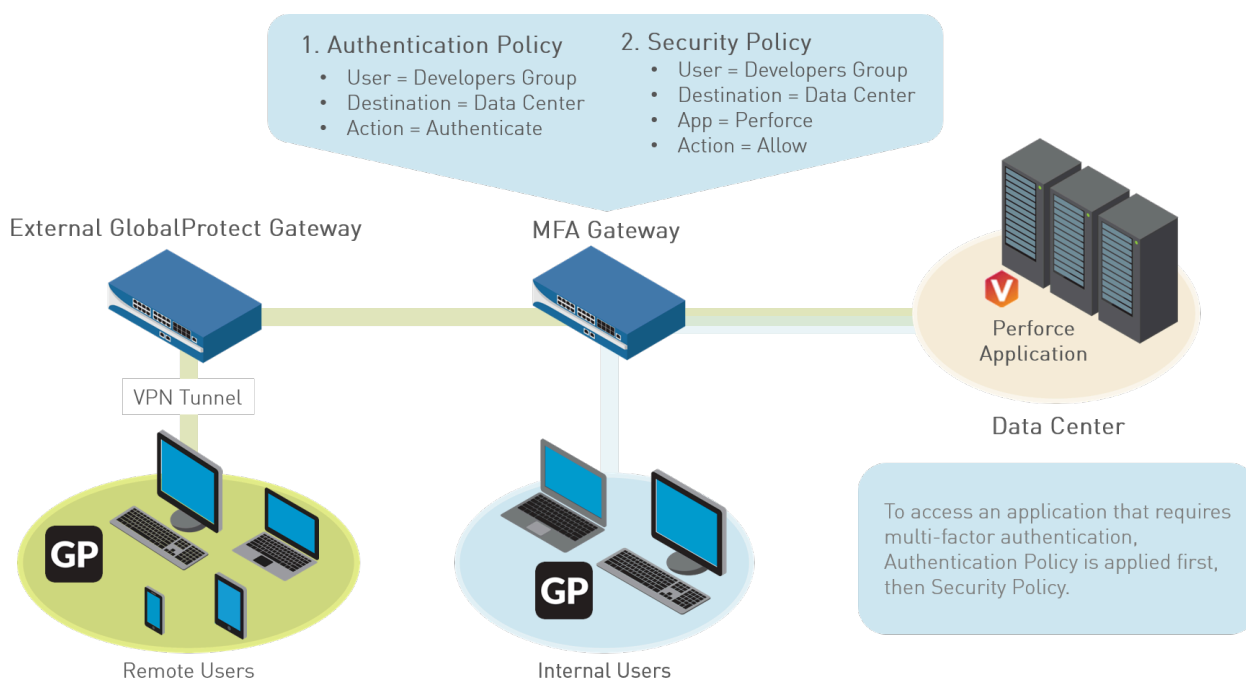 1. Authentication Policy
• User = Developers Group
• Destination = Data Center
• Action = Authenticate
2. Security Policy
• User = Developers Group
• Destination = Data Center
• App = Perforce
• Action = Allow
External GlobalProtect Gateway
MFA Gateway
V
Perforce
Application
Data Center
VPN Tunnel
GP
GP
Remote Users
Internal Users
To access an application that requires
multi-factor authentication,
Authentication Policy is applied first,
then Security Policy.